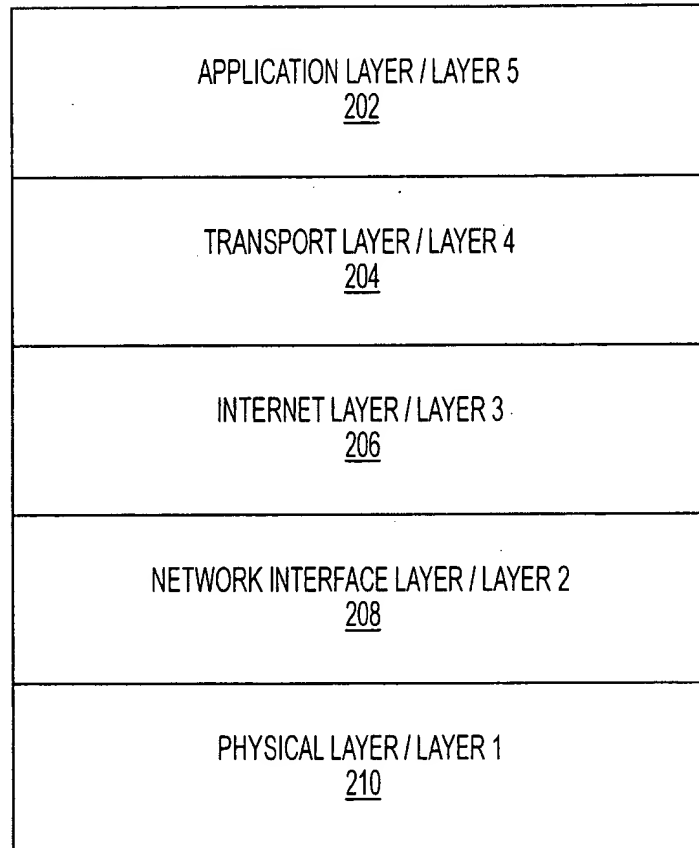 APPLICATION LAYER / LAYER 5
202
TRANSPORT LAYER / LAYER 4
204
INTERNET LAYER / LAYER 3
206
NETWORK INTERFACE LAYER / LAYER 2
208
PHYSICAL LAYER / LAYER 1
210